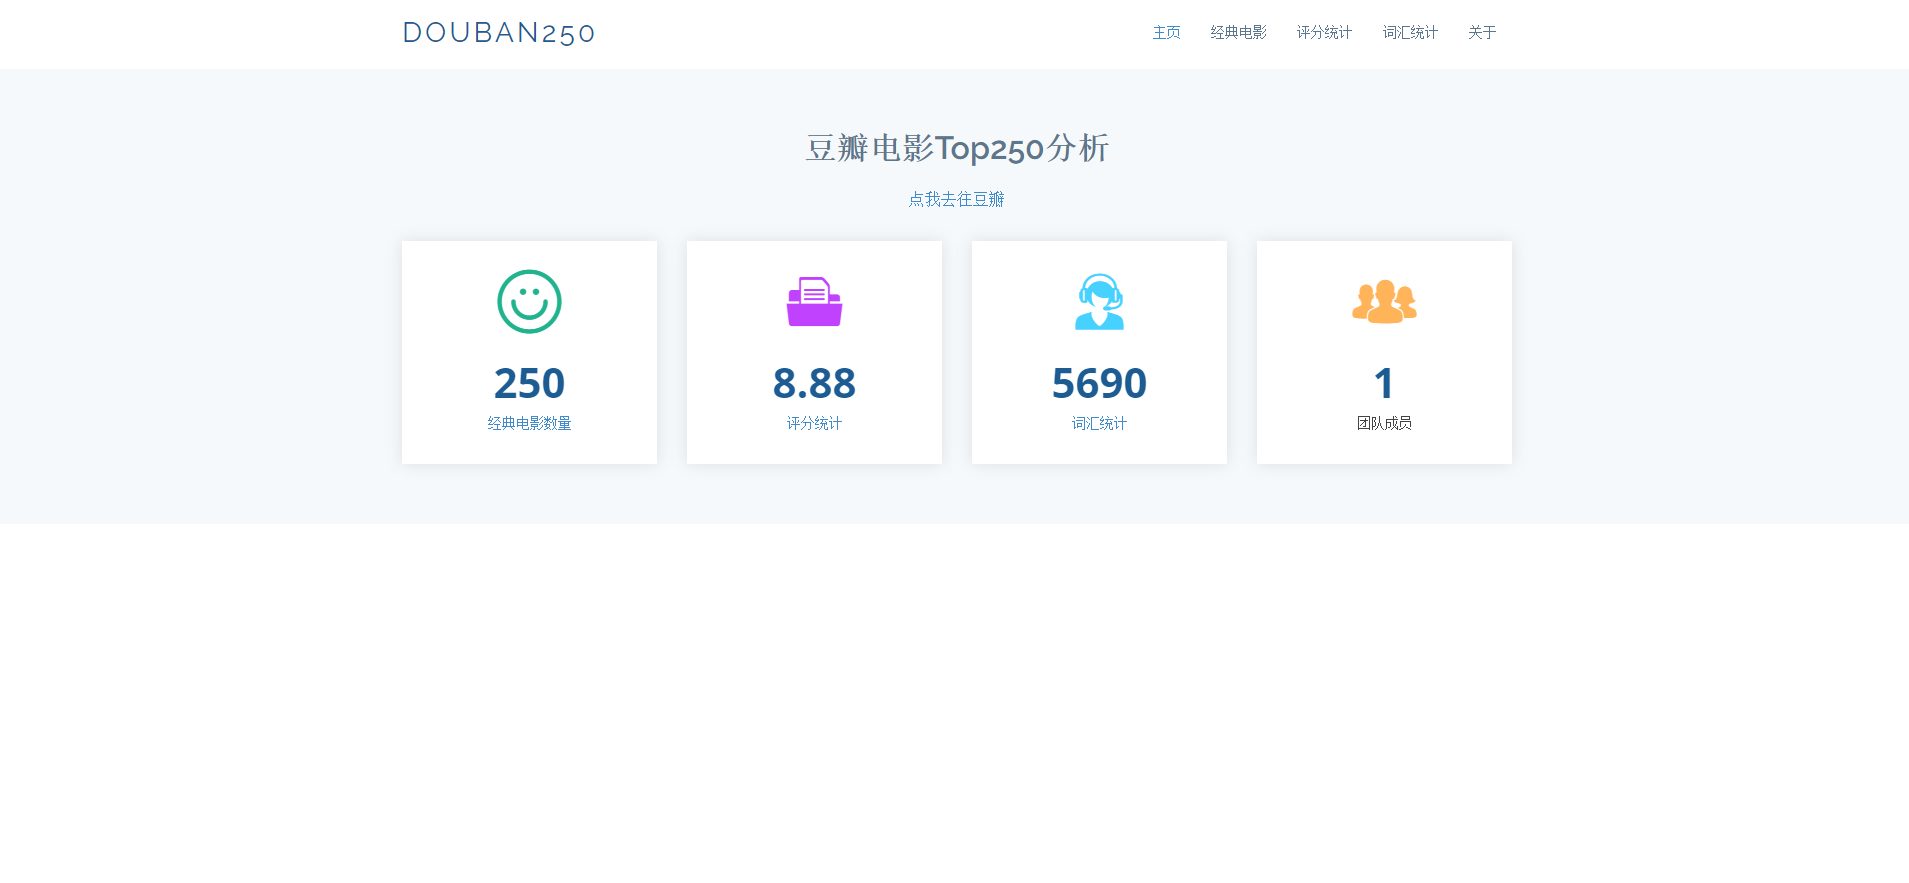 DOUBAN250
主页 经典电影 评分统计 词汇统计 关于
豆瓣电影Top250分析
点我去往豆瓣
250 8.88 5690 1
经典电影数量 评分统计 词汇统计 团队成员